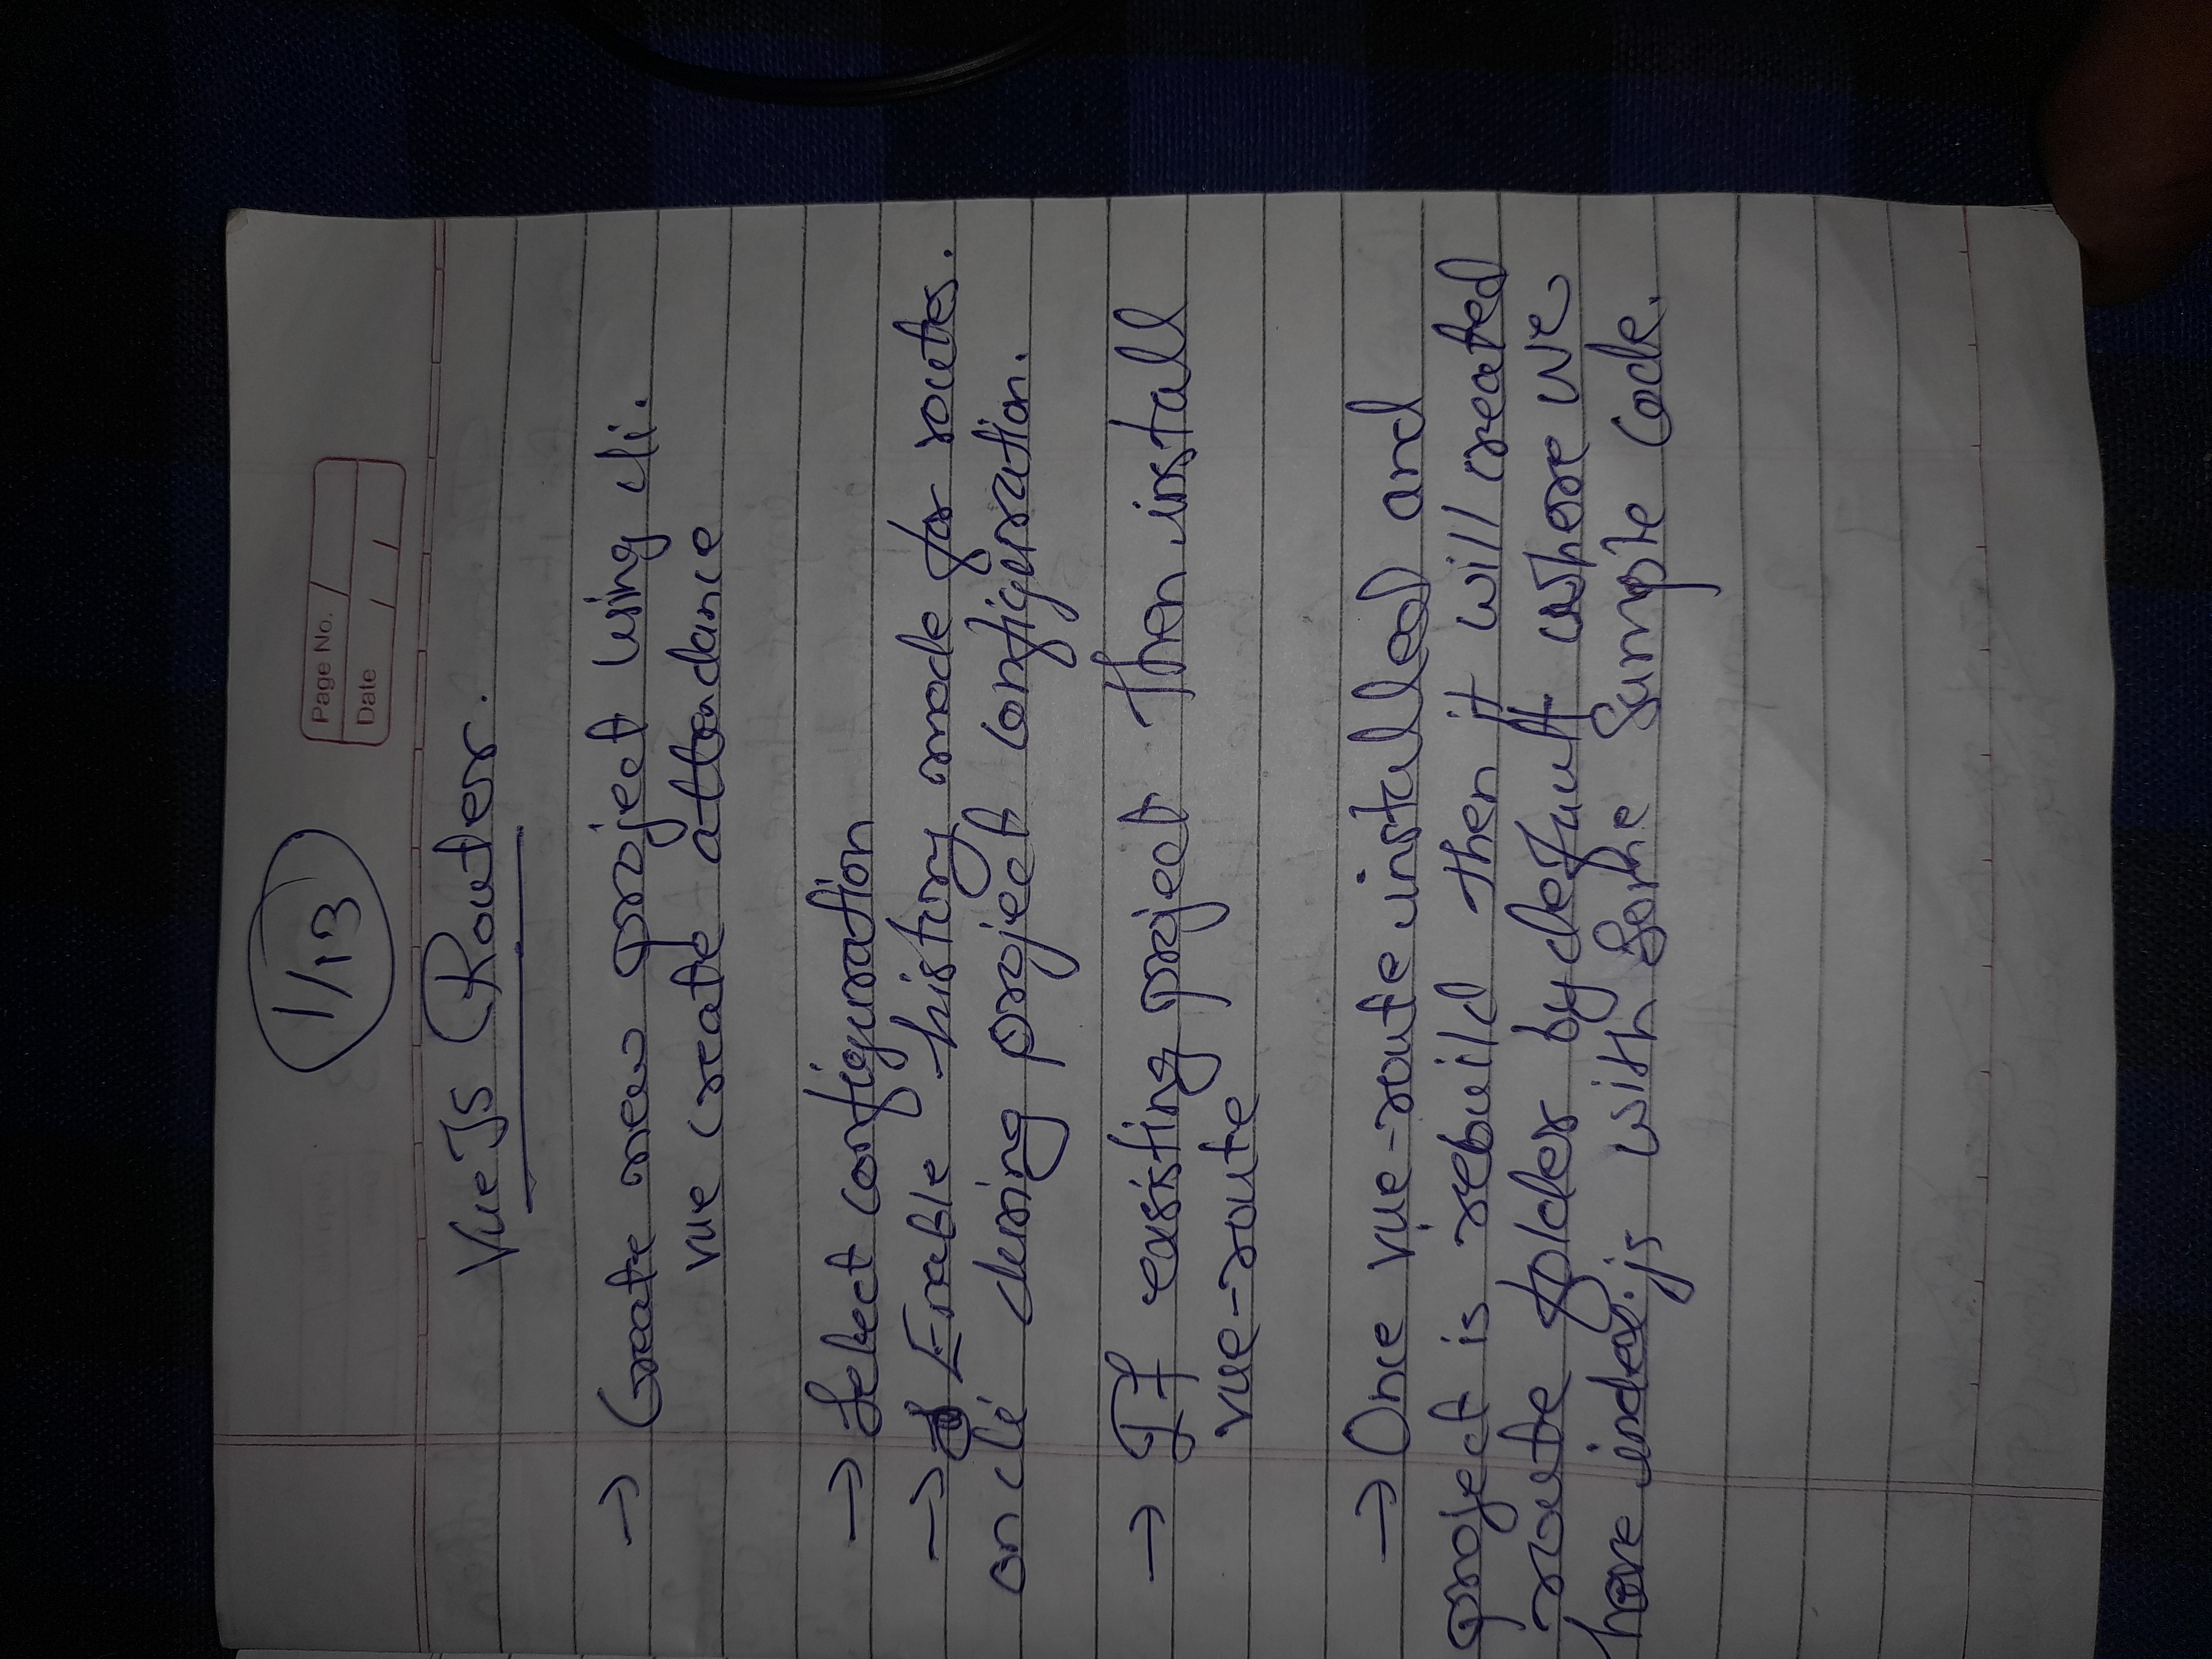 1/13
Page No.
Date
VueJS Router.
→ Create new project using cli.
vue create attendance
→ Select configuration
→ Enable history mode for routes.
on cli during project configuration.
→ If exsisting project then install
vue-route
→ Once vue-route installed and
project is rebuild then it will created
route folder by default where we
have index.js with some sample code.